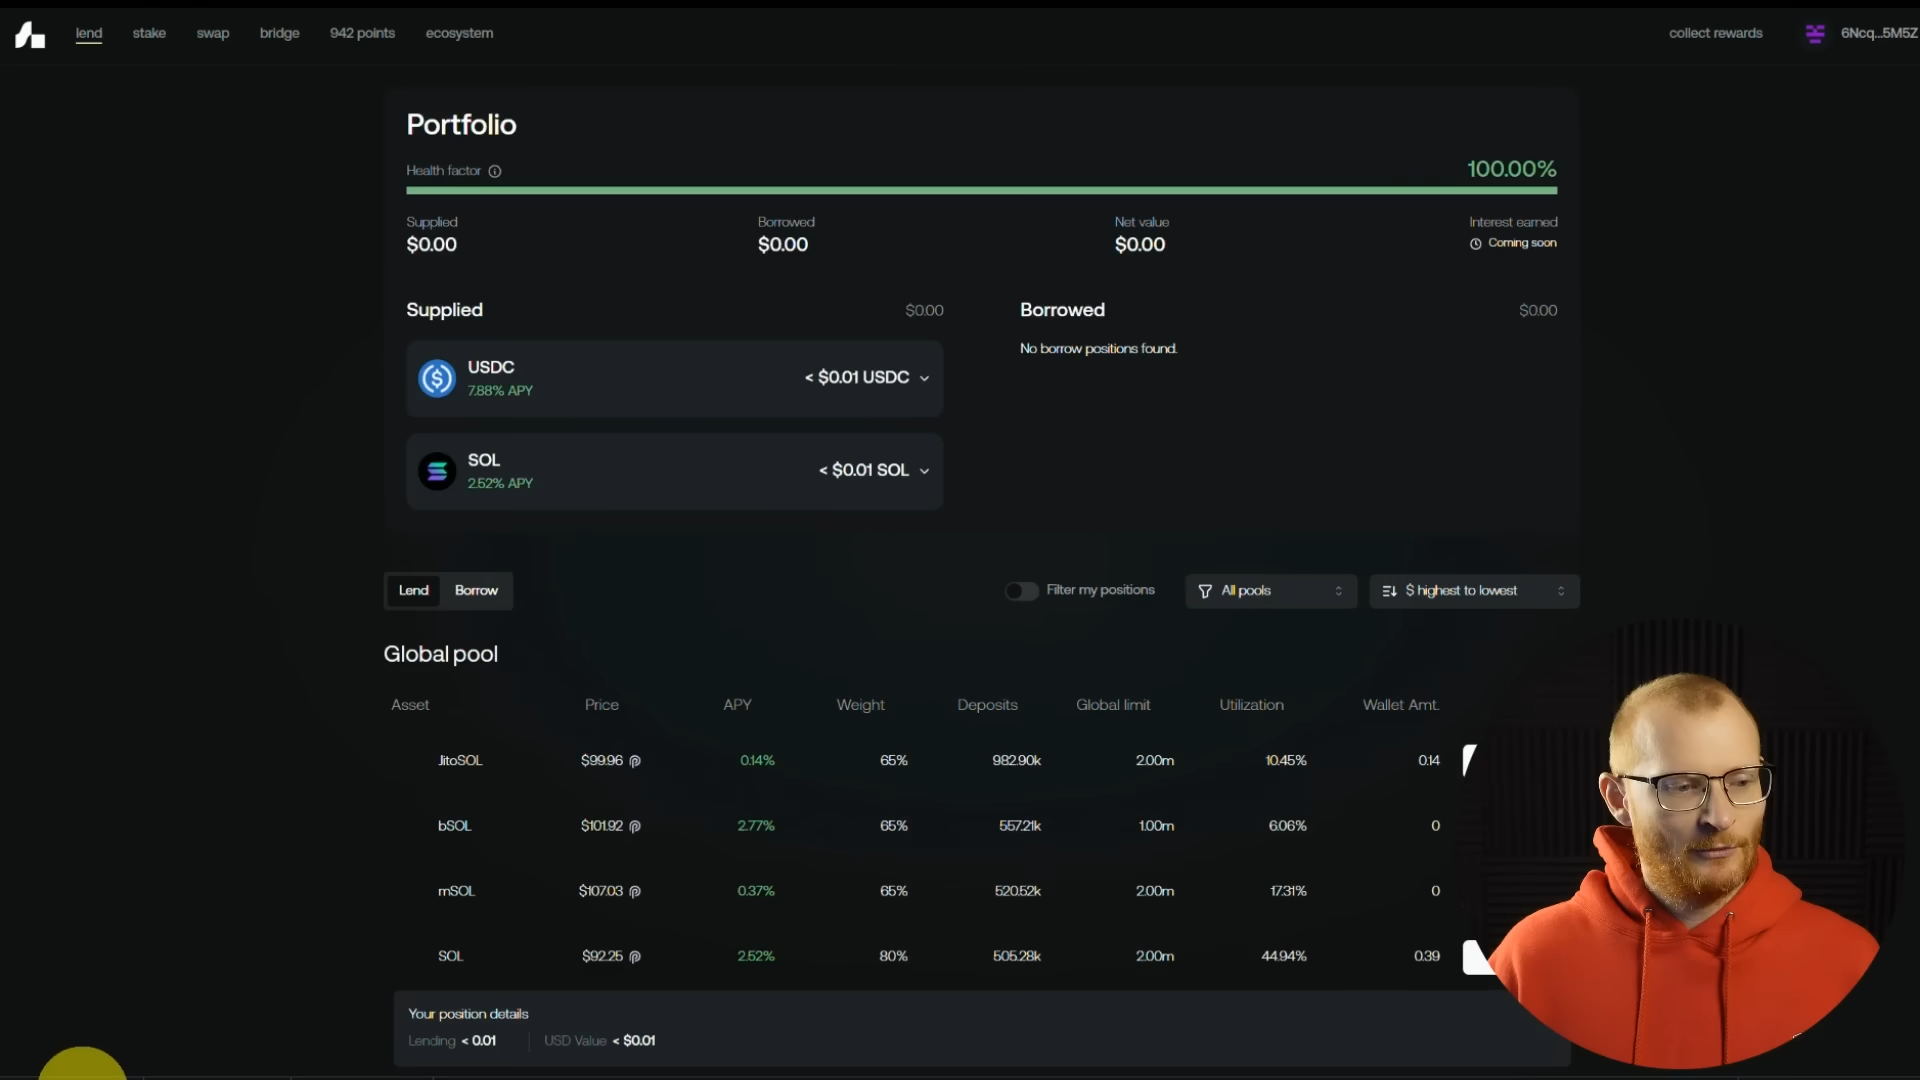 lend stake swap bridge 942 points ecosystem collect rewards 6Ncq...5M5Z
Portfolio
Health factor 100.00%
Supplied Borrowed Net value Interest earned
$0.00 $0.00 $0.00 Coming soon
Supplied $0.00 Borrowed $0.00
No borrow positions found.
USDC
7.88% APY
< $0.01 USDC
SOL
2.52% APY
< $0.01 SOL
Lend Borrow Filter my positions All pools $ highest to lowest
Global pool
Asset Price APY Weight Deposits Global limit Utilization Wallet Amt.
JitoSOL $99.96 0.14% 65% 982.90k 2.00m 10.45% 0.14
bSOL $101.92 2.77% 65% 557.21k 1.00m 6.06% 0
mSOL $107.03 0.37% 65% 520.52k 2.00m 17.31% 0
SOL $92.25 2.52% 80% 505.28k 2.00m 44.94% 0.39
Your position details
Lending < 0.01 USD Value < $0.01